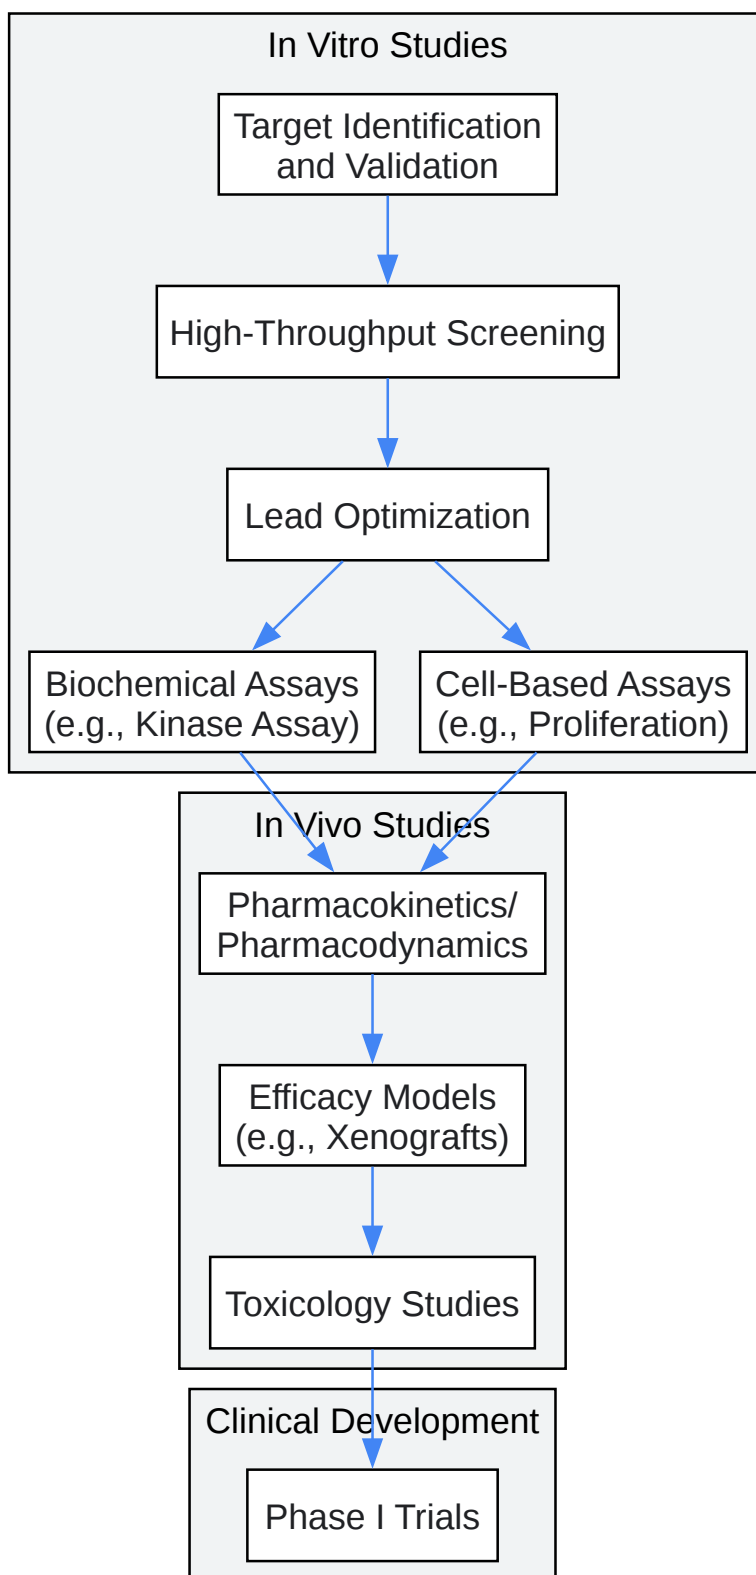 In Vitro Studies
Target Identification
and Validation
High-Throughput Screening
Lead Optimization
Biochemical Assays
(e.g., Kinase Assay)
Cell-Based Assays
(e.g., Proliferation)
In Vivo Studies
Pharmacokinetics/
Pharmacodynamics
Efficacy Models
(e.g., Xenografts)
Toxicology Studies
Clinical Development
Phase I Trials